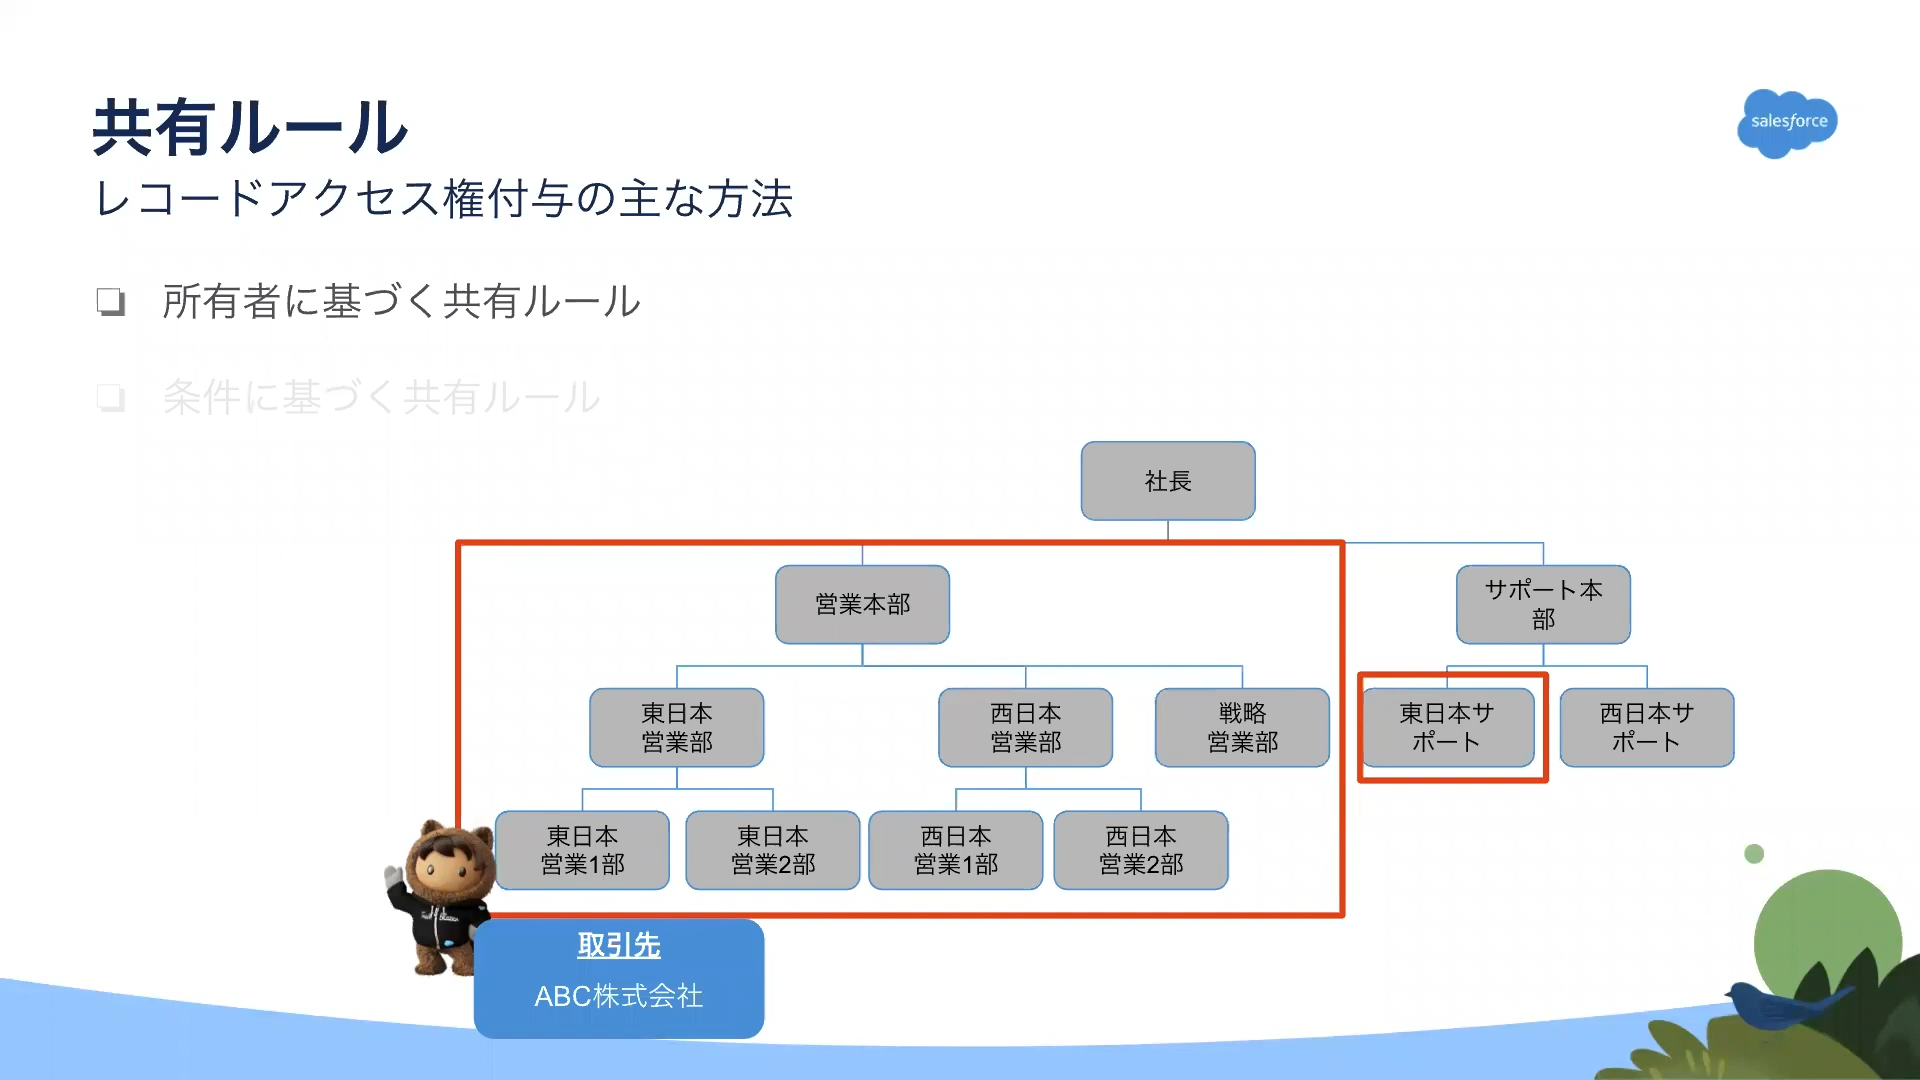 共有ルール
salesforce
レコードアクセス権付与の主な方法
❏ 所有者に基づく共有ルール
❏ 条件に基づく共有ルール
社長
営業本部
サポート本
部
東日本
営業部
西日本
営業部
戦略
営業部
東日本サ
ポート
西日本サ
ポート
東日本
営業1部
東日本
営業2部
西日本
営業1部
西日本
営業2部
取引先
ABC株式会社